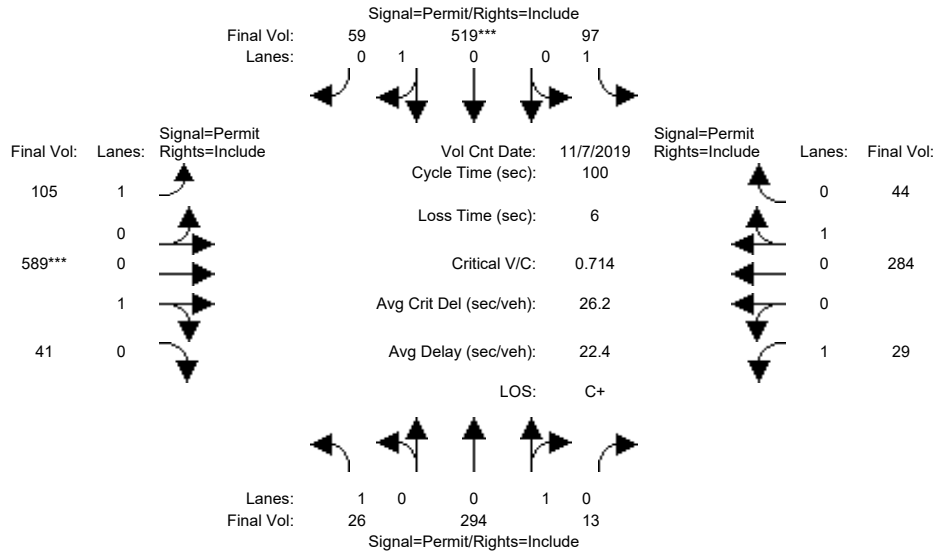 Signal=Permit/Rights=Include
Final Vol: 59 519*** 97
Lanes: 0 1 0 0 1
Signal=Permit
Final Vol: Lanes: Rights=Include
Vol Cnt Date: 11/7/2019
Signal=Permit
Rights=Include Lanes: Final Vol:
Cycle Time (sec): 100
105 1
0 44
Loss Time (sec): 6
0
1
589*** 0
Critical V/C: 0.714
0 284
1
Avg Crit Del (sec/veh): 26.2
0
41 0
Avg Delay (sec/veh): 22.4
1 29
LOS: C+
Lanes: 1 0 0 1 0
Final Vol: 26 294 13
Signal=Permit/Rights=Include